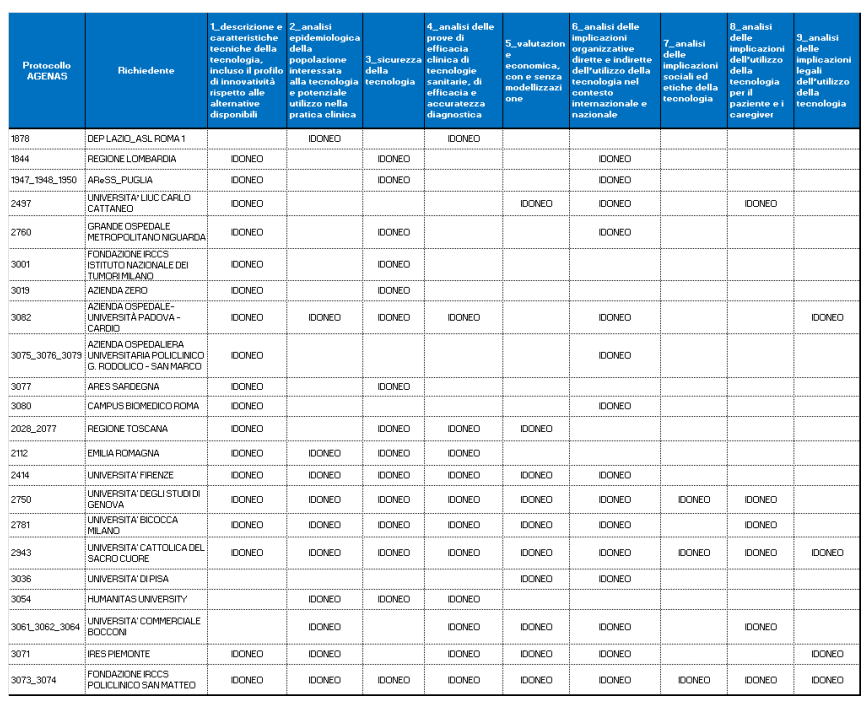 Protocollo
AGENAS
Richiedente
1_descrizione e
caratteristiche
tecniche della
tecnologia,
incluso il profilo
di innovatività
rispetto alle
alternative
disponibili
2_analisi
epidemiologica
della
popolazione
interessata
alla tecnologia
e potenziale
utilizzo nella
pratica clinica
3_sicurezza
della
tecnologia
4_analisi delle
prove di
efficacia
clinica di
tecnologie
sanitarie, di
efficacia e
accuratezza
diagnostica
5_valutazion
e
economica,
con e senza
modellizzazi
one
6_analisi delle
implicazioni
organizzative
dirette e indirette
dell'utilizzo della
tecnologia nel
contesto
internazionale e
nazionale
7_analisi
delle
implicazioni
sociali ed
etiche della
tecnologia
8_analisi
delle
implicazioni
dell'utilizzo
della
tecnologia
per il
paziente e i
caregiver
9_analisi
delle
implicazioni
legali
dell'utilizzo
della
tecnologia
1878 DEP LAZIO_ASL ROMA 1 IDONEO IDONEO
1844 REGIONE LOMBARDIA IDONEO IDONEO IDONEO
1947_1948_1950 AReSS_PUGLIA IDONEO IDONEO IDONEO
2497 UNIVERSITA' LIUC CARLO
CATTANEO IDONEO IDONEO IDONEO IDONEO
2760 GRANDE OSPEDALE
METROPOLITANO NIGUARDA IDONEO IDONEO IDONEO
3001 FONDAZIONE IRCCS
ISTITUTO NAZIONALE DEI
TUMORI MILANO IDONEO IDONEO
3019 AZIENDA ZERO IDONEO IDONEO
3082 AZIENDA OSPEDALE-
UNIVERSITÀ PADOVA -
CARDIO IDONEO IDONEO IDONEO IDONEO IDONEO IDONEO
3075_3076_3079 AZIENDA OSPEDALIERA
UNIVERSITARIA POLICLINICO
G. RODOLICO - SAN MARCO IDONEO IDONEO
3077 ARES SARDEGNA IDONEO IDONEO
3080 CAMPUS BIOMEDICO ROMA IDONEO IDONEO
2028_2077 REGIONE TOSCANA IDONEO IDONEO IDONEO IDONEO
2112 EMILIA ROMAGNA IDONEO IDONEO IDONEO IDONEO
2414 UNIVERSITA' FIRENZE IDONEO IDONEO IDONEO IDONEO IDONEO IDONEO
2750 UNIVERSITA' DEGLI STUDI DI
GENOVA IDONEO IDONEO IDONEO IDONEO IDONEO IDONEO IDONEO IDONEO
2781 UNIVERSITA' BICOCCA
MILANO IDONEO IDONEO IDONEO IDONEO IDONEO IDONEO IDONEO
2943 UNIVERSITA' CATTOLICA DEL
SACRO CUORE IDONEO IDONEO IDONEO IDONEO IDONEO IDONEO IDONEO IDONEO IDONEO
3036 UNIVERSITA' DI PISA IDONEO IDONEO
3054 HUMANITAS UNIVERSITY IDONEO IDONEO IDONEO
3061_3062_3064 UNIVERSITA' COMMERCIALE
BOCCONI IDONEO IDONEO IDONEO IDONEO IDONEO
3071 IRES PIEMONTE IDONEO IDONEO IDONEO IDONEO IDONEO IDONEO
3073_3074 FONDAZIONE IRCCS
POLICLINICO SAN MATTEO IDONEO IDONEO IDONEO IDONEO IDONEO IDONEO IDONEO IDONEO IDONEO